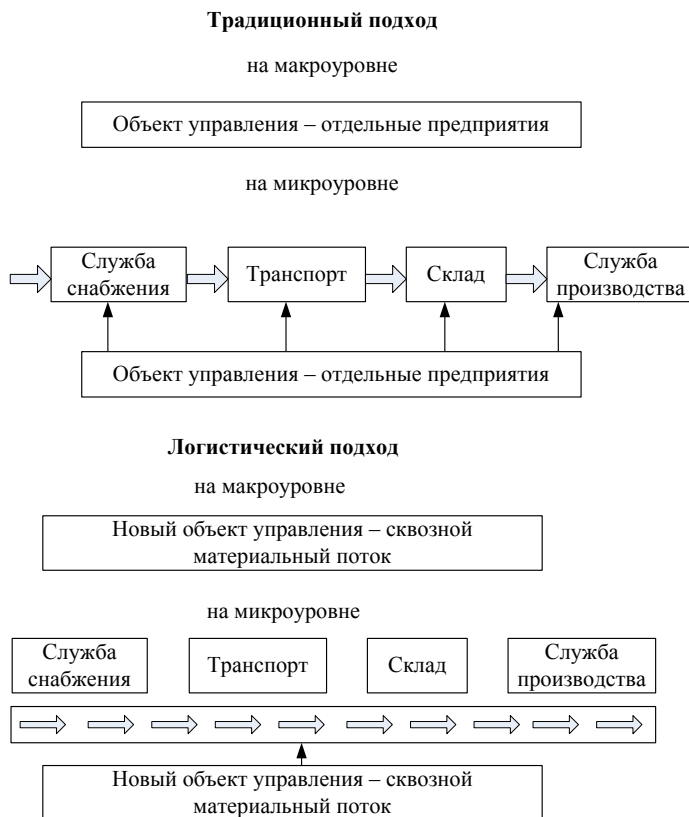 Традиционный подход
на макроуровне
Объект управления – отдельные предприятия
на микроуровне
Служба
снабжения
Транспорт
Склад
Служба
производства
Объект управления – отдельные предприятия
Логистический подход
на макроуровне
Новый объект управления – сквозной
материальный поток
на микроуровне
Служба
снабжения
Транспорт
Склад
Служба
производства
Новый объект управления – сквозной
материальный поток